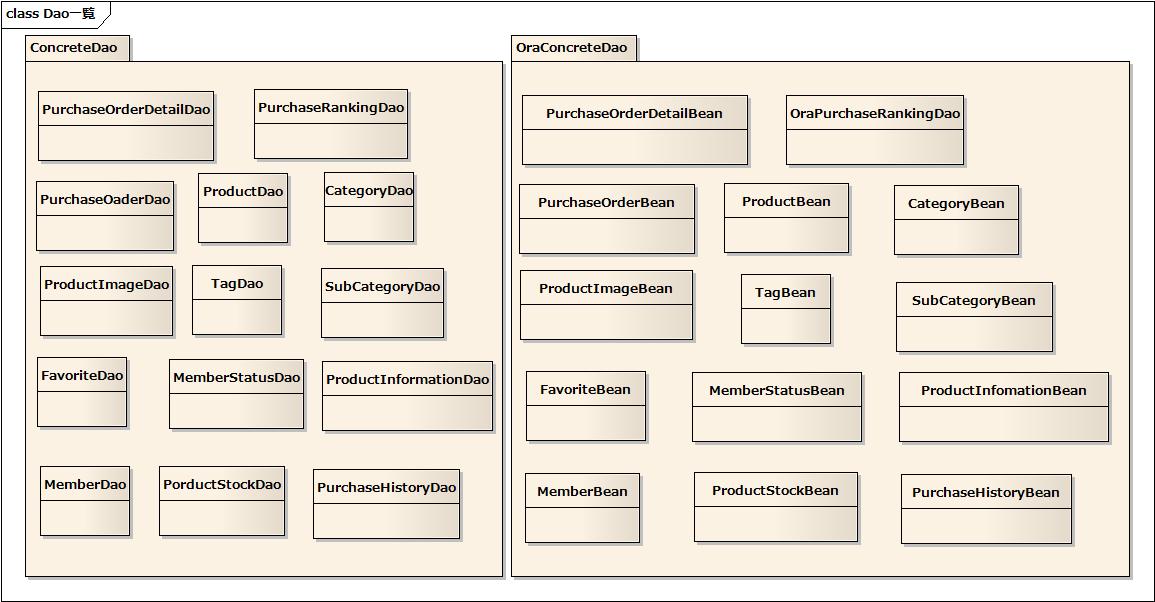 class Dao一覧
ConcreteDao
PurchaseOrderDetailDao
PurchaseRankingDao
PurchaseOaderDao
ProductDao
CategoryDao
ProductImageDao
TagDao
SubCategoryDao
FavoriteDao
MemberStatusDao
ProductInformationDao
MemberDao
PorductStockDao
PurchaseHistoryDao
OraConcreteDao
PurchaseOrderDetailBean
OraPurchaseRankingDao
PurchaseOrderBean
ProductBean
CategoryBean
ProductImageBean
TagBean
SubCategoryBean
FavoriteBean
MemberStatusBean
ProductInfomationBean
MemberBean
ProductStockBean
PurchaseHistoryBean